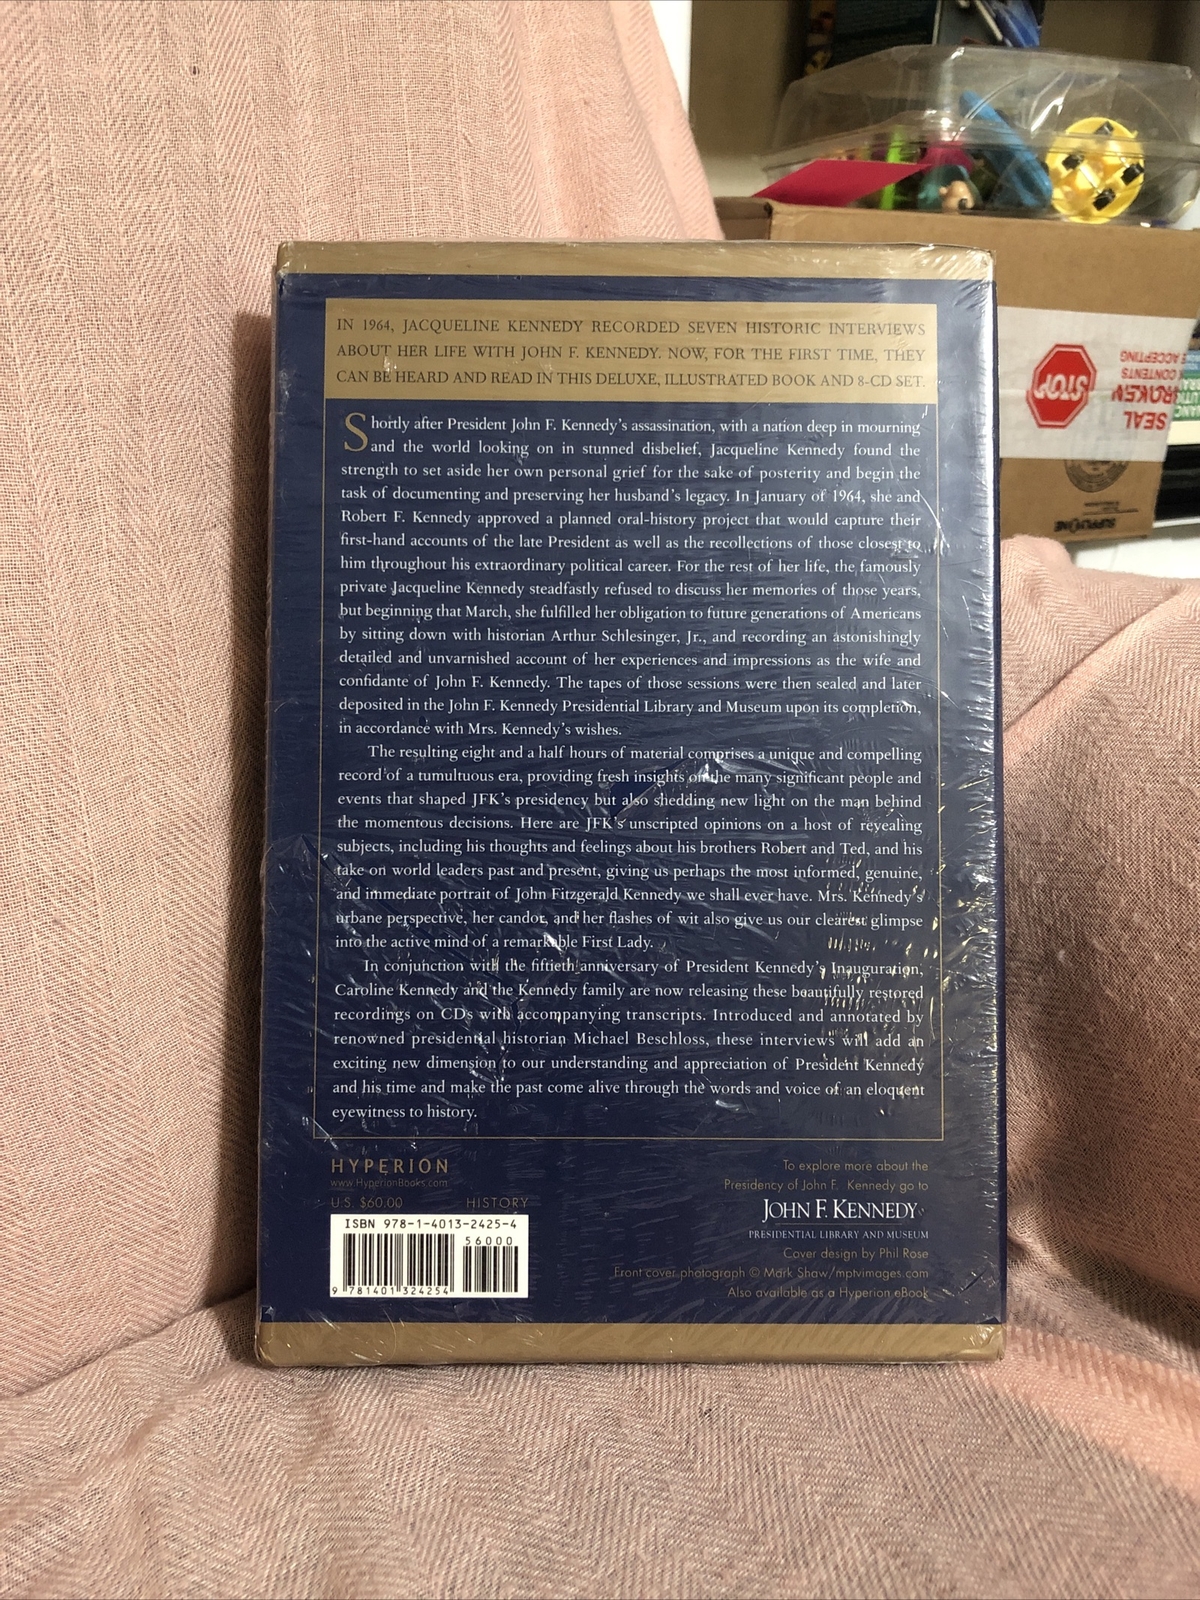 IN 1964, JACQUELINE KENNEDY RECORDED SEVEN HISTORIC INTERVIEWS
ABOUT HER LIFE WITH JOHN F. KENNEDY. NOW, FOR THE FIRST TIME, THEY
CAN BE HEARD AND READ IN THIS DELUXE, ILLUSTRATED BOOK AND 8-CD SET.
Shortly after President John F. Kennedy's assassination, with a nation deep in mourning
and the world looking on in stunned disbelief, Jacqueline Kennedy found the
strength to set aside her own personal grief for the sake of posterity and begin the
task of documenting and preserving her husband's legacy. In January of 1964, she and
Robert F. Kennedy approved a planned oral-history project that would capture their
first-hand accounts of the late President as well as the recollections of those closest to
him throughout his extraordinary political career. For the rest of her life, the famously
private Jacqueline Kennedy steadfastly refused to discuss her memories of those years,
but beginning that March, she fulfilled her obligation to future generations of Americans
by sitting down with historian Arthur Schlesinger, Jr., and recording an astonishingly
detailed and unvarnished account of her experiences and impressions as the wife and
confidante of John F. Kennedy. The tapes of those sessions were then sealed and later
deposited in the John F. Kennedy Presidential Library and Museum upon its completion,
in accordance with Mrs. Kennedy's wishes.
The resulting eight and a half hours of material comprises a unique and compelling
record of a tumultuous era, providing fresh insights on the many significant people and
events that shaped JFK's presidency but also shedding new light on the man behind
the momentous decisions. Here are JFK's unscripted opinions on a host of revealing
subjects, including his thoughts and feelings about his brothers Robert and Ted, and his
take on world leaders past and present, giving us perhaps the most informed, genuine,
and immediate portrait of John Fitzgerald Kennedy we shall ever have. Mrs. Kennedy's
urbane perspective, her candor, and her flashes of wit also give us our clearest glimpse
into the active mind of a remarkable First Lady.
In conjunction with the fiftieth anniversary of President Kennedy's Inauguration,
Caroline Kennedy and the Kennedy family are now releasing these beautifully restored
recordings on CDs with accompanying transcripts. Introduced and annotated by
renowned presidential historian Michael Beschloss, these interviews will add an
exciting new dimension to our understanding and appreciation of President Kennedy
and his time and make the past come alive through the words and voice of an eloquent
eyewitness to history.
HYPERION
www.HyperionBooks.com
U.S. $60.00 HISTORY
ISBN 978-1-4013-2425-4
56000
9 781401 324254
To explore more about the
Presidency of John F. Kennedy go to
JOHN F. KENNEDY
PRESIDENTIAL LIBRARY AND MUSEUM
Cover design by Phil Rose
Front cover photograph © Mark Shaw/mptvimages.com
Also available as a Hyperion eBook
STOP
SEAL
CONTENTS
ACCEPTING